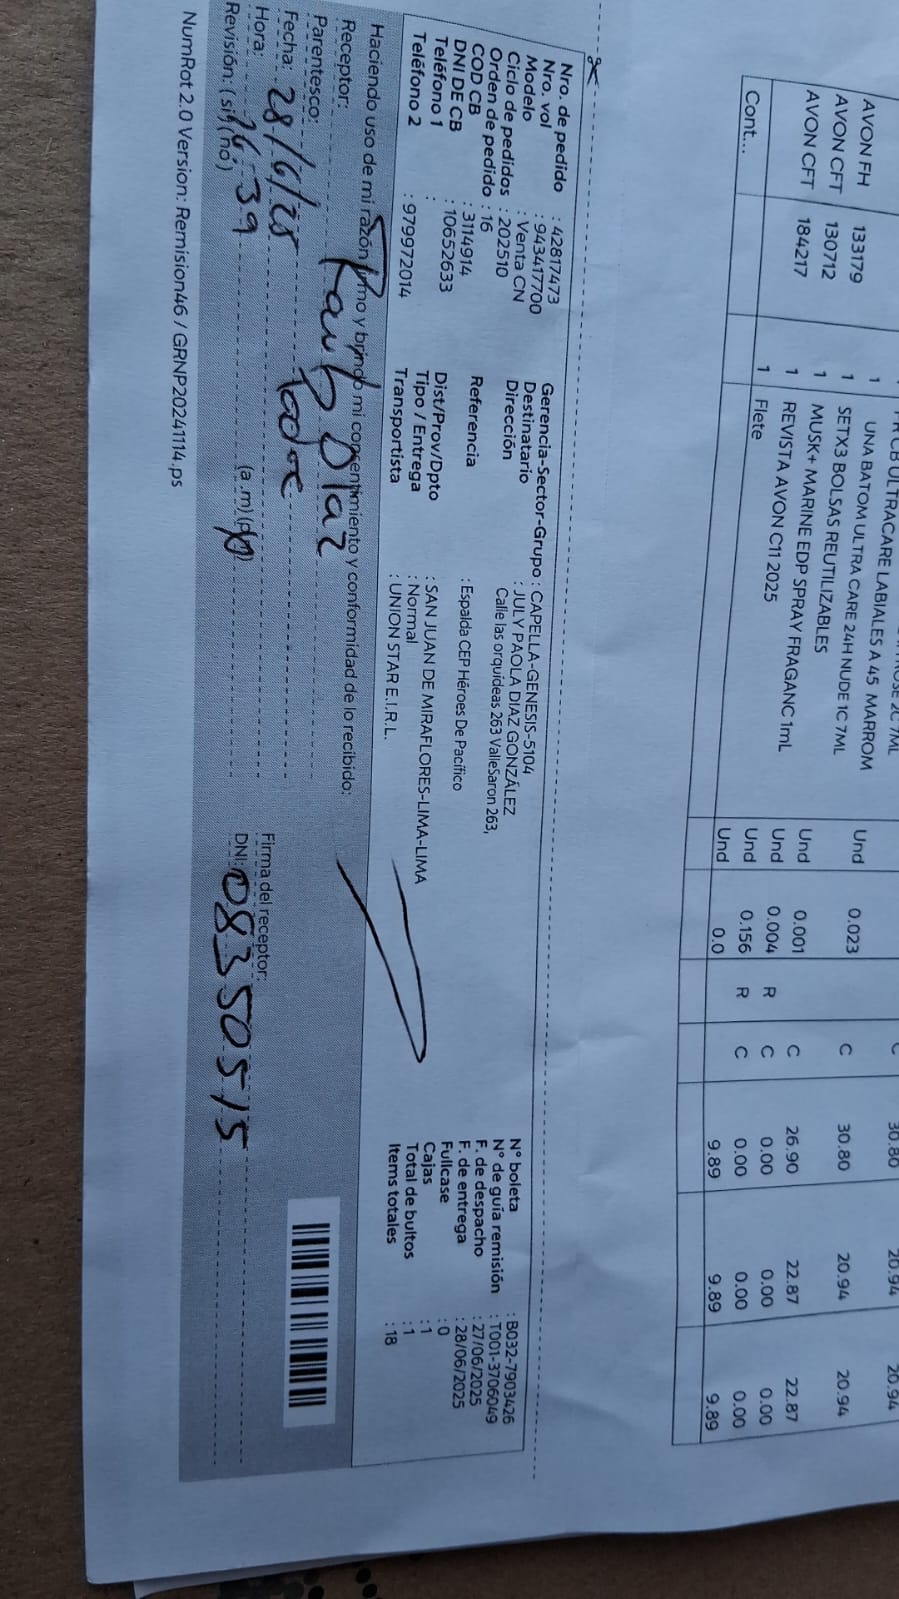 C 30.80 20.94 20.94
AVON FH 133179 1 UNA BATOM ULTRA CARE 24H NUDE 1C 7ML Und 0.023 C 30.80 20.94 20.94
AVON CFT 130712 1 SETX3 BOLSAS REUTILIZABLES
AVON CFT 184217 1 MUSK+ MARINE EDP SPRAY FRAGANC 1mL Und 0.001 C 26.90 22.87 22.87
1 REVISTA AVON C11 2025 Und 0.004 R C 0.00 0.00 0.00
Cont... 1 Flete Und 0.156 R C 0.00 0.00 0.00
Und 0.0 9.89 9.89 9.89
Nro. de pedido : 42817473
Nro. vol : 943417700
Modelo : Venta CN
Ciclo de pedidos : 202510
Orden de pedido : 16
COD CB : 3114914
DNI DE CB : 10652633
Teléfono 1 :
Teléfono 2 : 979972014
Gerencia-Sector-Grupo : CAPELLA-GENESIS-5104
Destinatario : JULY PAOLA DIAZ GONZÁLEZ
Dirección Calle las orquideas 263 ValleSaron 263,
Referencia : Espalda CEP Héroes De Pacífico
Dist/Prov/Dpto : SAN JUAN DE MIRAFLORES-LIMA-LIMA
Tipo / Entrega : Normal
Transportista : UNION STAR E.I.R.L.
N° boleta : B032-7903426
N° de guía remisión : T001-3706049
F. de despacho : 27/06/2025
F. de entrega : 28/06/2025
Fullcase : 0
Cajas : 1
Total de bultos : 1
Items totales : 18
Haciendo uso de mi razón firmo y brindo mi consentimiento y conformidad de lo recibido:
Receptor: Diaz
Parentesco:
Fecha: 28/6/25
Hora: 16:39 (a.m)(p.m)
Revisión: (si) (no)
Firma del receptor:
DNI: 08350515
NumRot 2.0 Version: Remision46 / GRNP20241114.ps